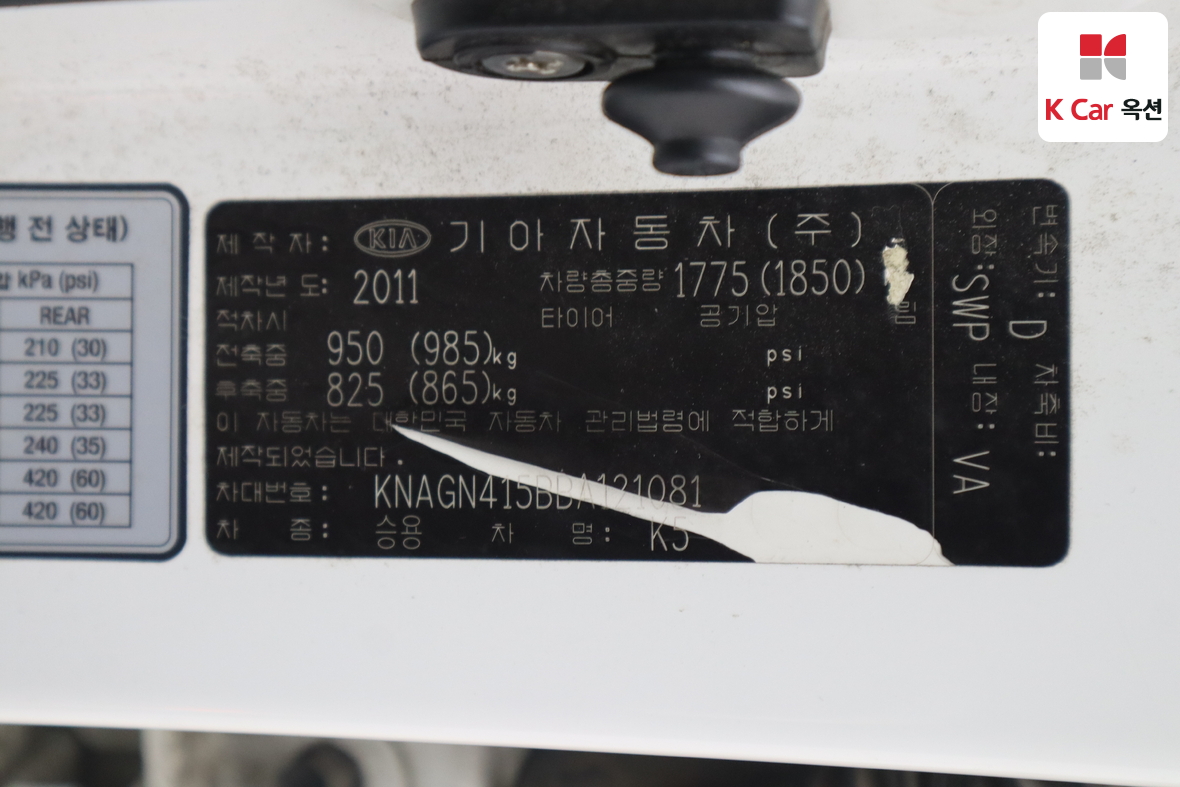 K Car 옥션
행 전 상태)
압 kPa (psi)
REAR
210 (30)
225 (33)
225 (33)
240 (35)
420 (60)
420 (60)
제 작 자: KIA 기아자동차(주)
제작년 도: 2011 차량총중량 1775(1850)
적차시 타이어 공기압 림
전축중 950 (985)kg psi
후축중 825 (865)kg psi
이 자동차는 대한민국 자동차 관리법령에 적합하게
제작되었습니다.
차대번호: KNAGN415BBA121081
차 종: 승용 차 명: K5
변속기: D 차축비:
외장:SWP 내장: VA